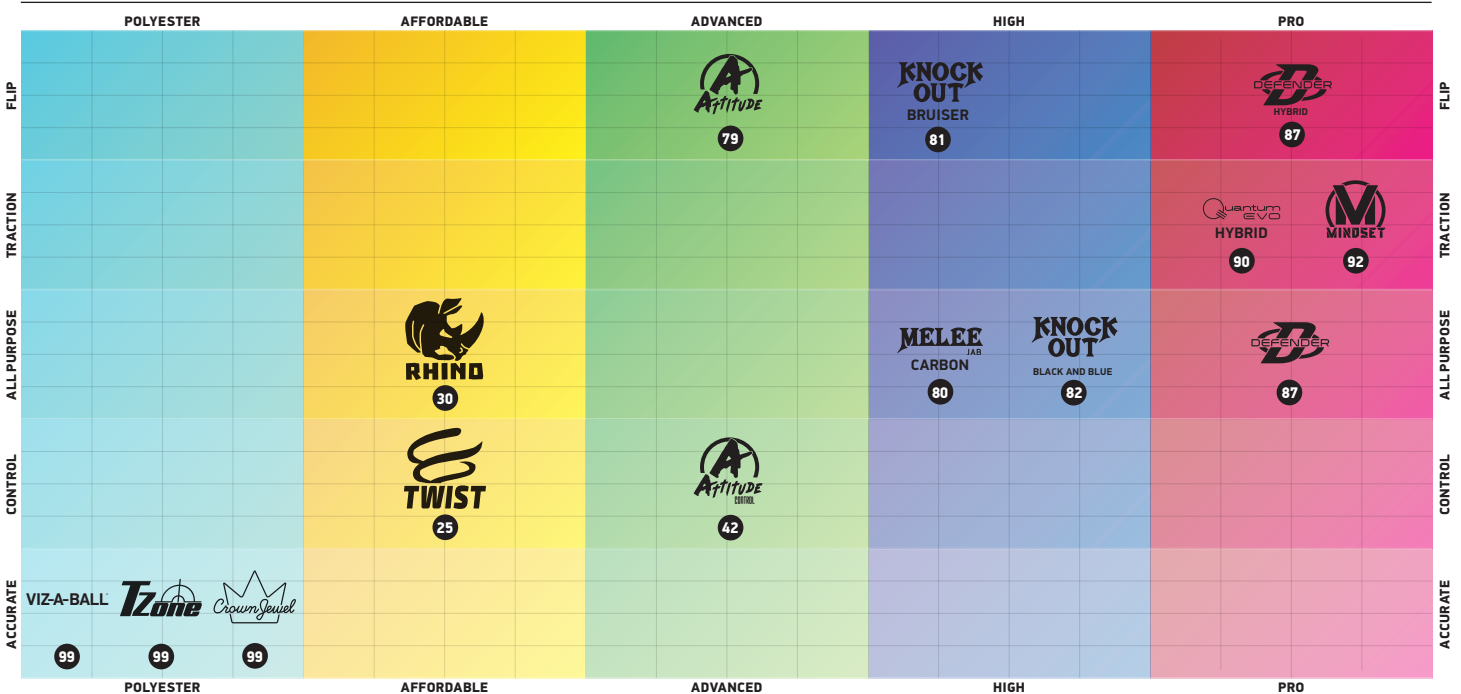 POLYESTER AFFORDABLE ADVANCED HIGH PRO
FLIP
ATTITUDE
79
KNOCK
OUT
BRUISER
81
DEFENDER
HYBRID
87
FLIP
TRACTION
Quantum
EVO
HYBRID
90
MINDSET
92
TRACTION
ALL PURPOSE
RHINO
30
MELEE
JAB
CARBON
80
KNOCK
OUT
BLACK AND BLUE
82
DEFENDER
87
ALL PURPOSE
CONTROL
TWIST
25
ATTITUDE
CONTROL
42
CONTROL
ACCURATE
VIZ-A-BALL
99
TZone
99
Crown Jewel
99
ACCURATE
POLYESTER AFFORDABLE ADVANCED HIGH PRO